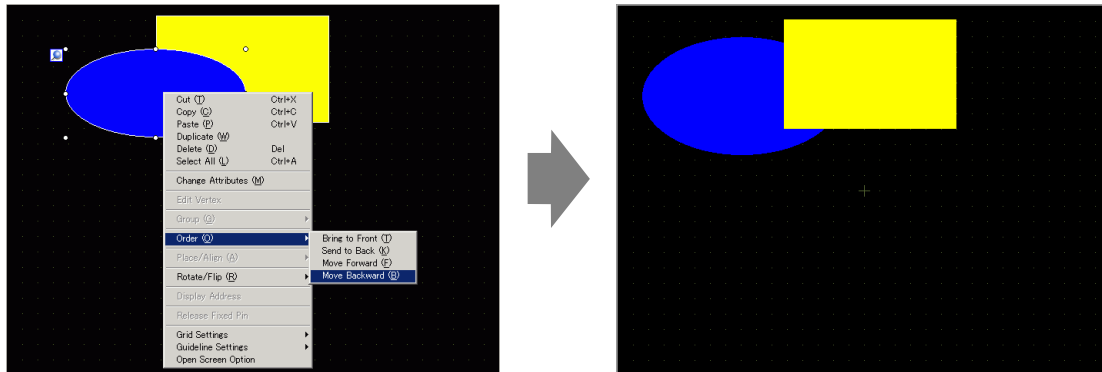 Cut (T) Ctrl+X
Copy (C) Ctrl+C
Paste (P) Ctrl+V
Duplicate (W)
Delete (D) Del
Select All (L) Ctrl+A
Change Attributes (M)
Edit Vertex
Group (G)
Order (O)
Bring to Front (T)
Send to Back (K)
Move Forward (F)
Move Backward (B)
Place/Align (A)
Rotate/Flip (R)
Display Address
Release Fixed Pin
Grid Settings
Guideline Settings
Open Screen Option